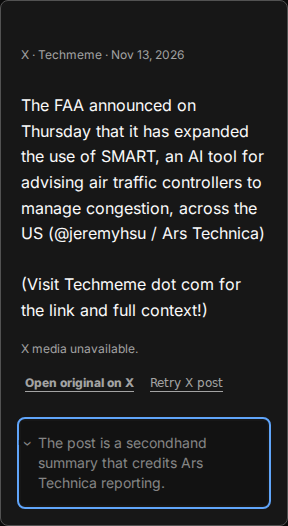 X · Techmeme · Nov 13, 2026
The FAA announced on
Thursday that it has expanded
the use of SMART, an AI tool for
advising air traffic controllers to
manage congestion, across the
US (@jeremyhsu / Ars Technica)
(Visit Techmeme dot com for
the link and full context!)
X media unavailable.
Open original on X Retry X post
The post is a secondhand
summary that credits Ars
Technica reporting.